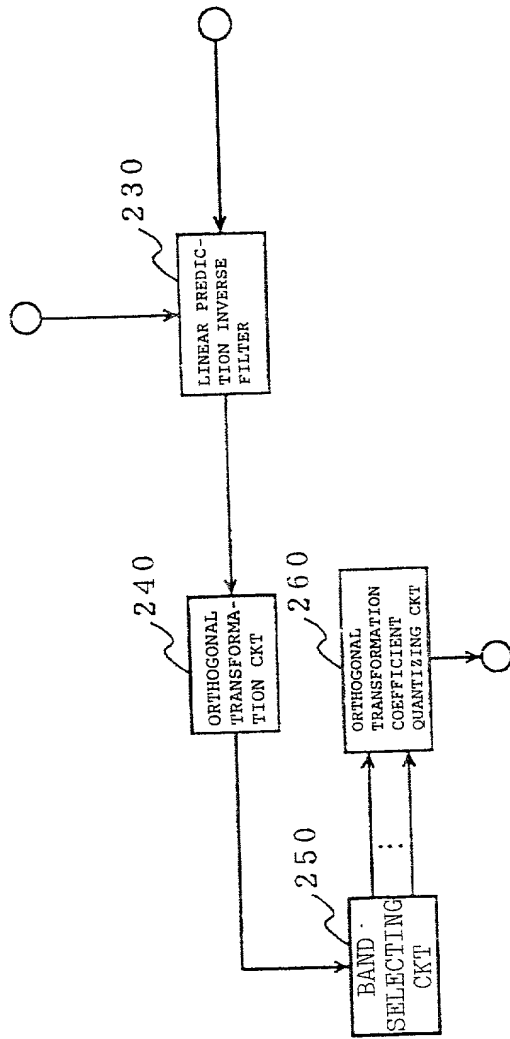 230
LINEAR PREDIC-
TION INVERSE
FILTER
240
ORTHOGONAL
TRANSFORMA-
TION CKT
250
BAND·
SELECTING
CKT
260
ORTHOGONAL
TRANSFORMATION
COEFFICIENT
QUANTIZING CKT